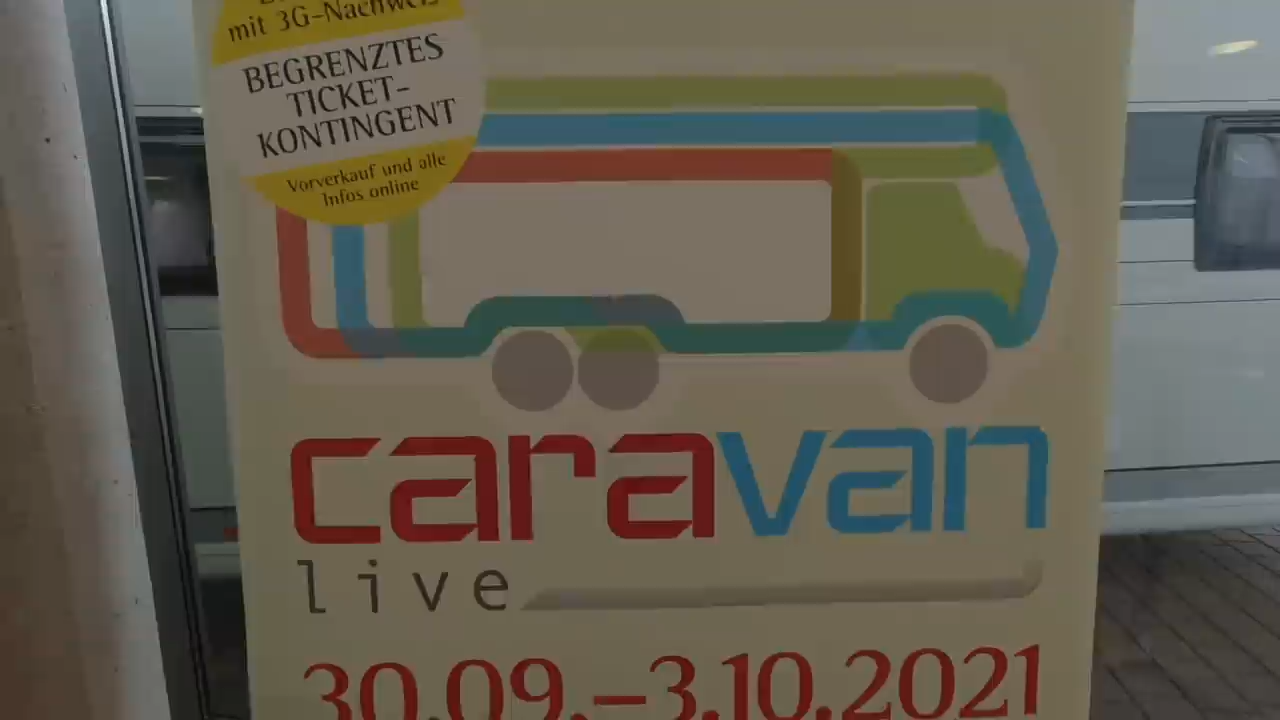 mit 3G-Nachweis
BEGRENZTES
TICKET-
KONTINGENT
Vorverkauf und alle
Infos online
caravan
live
30.09.-3.10.2021